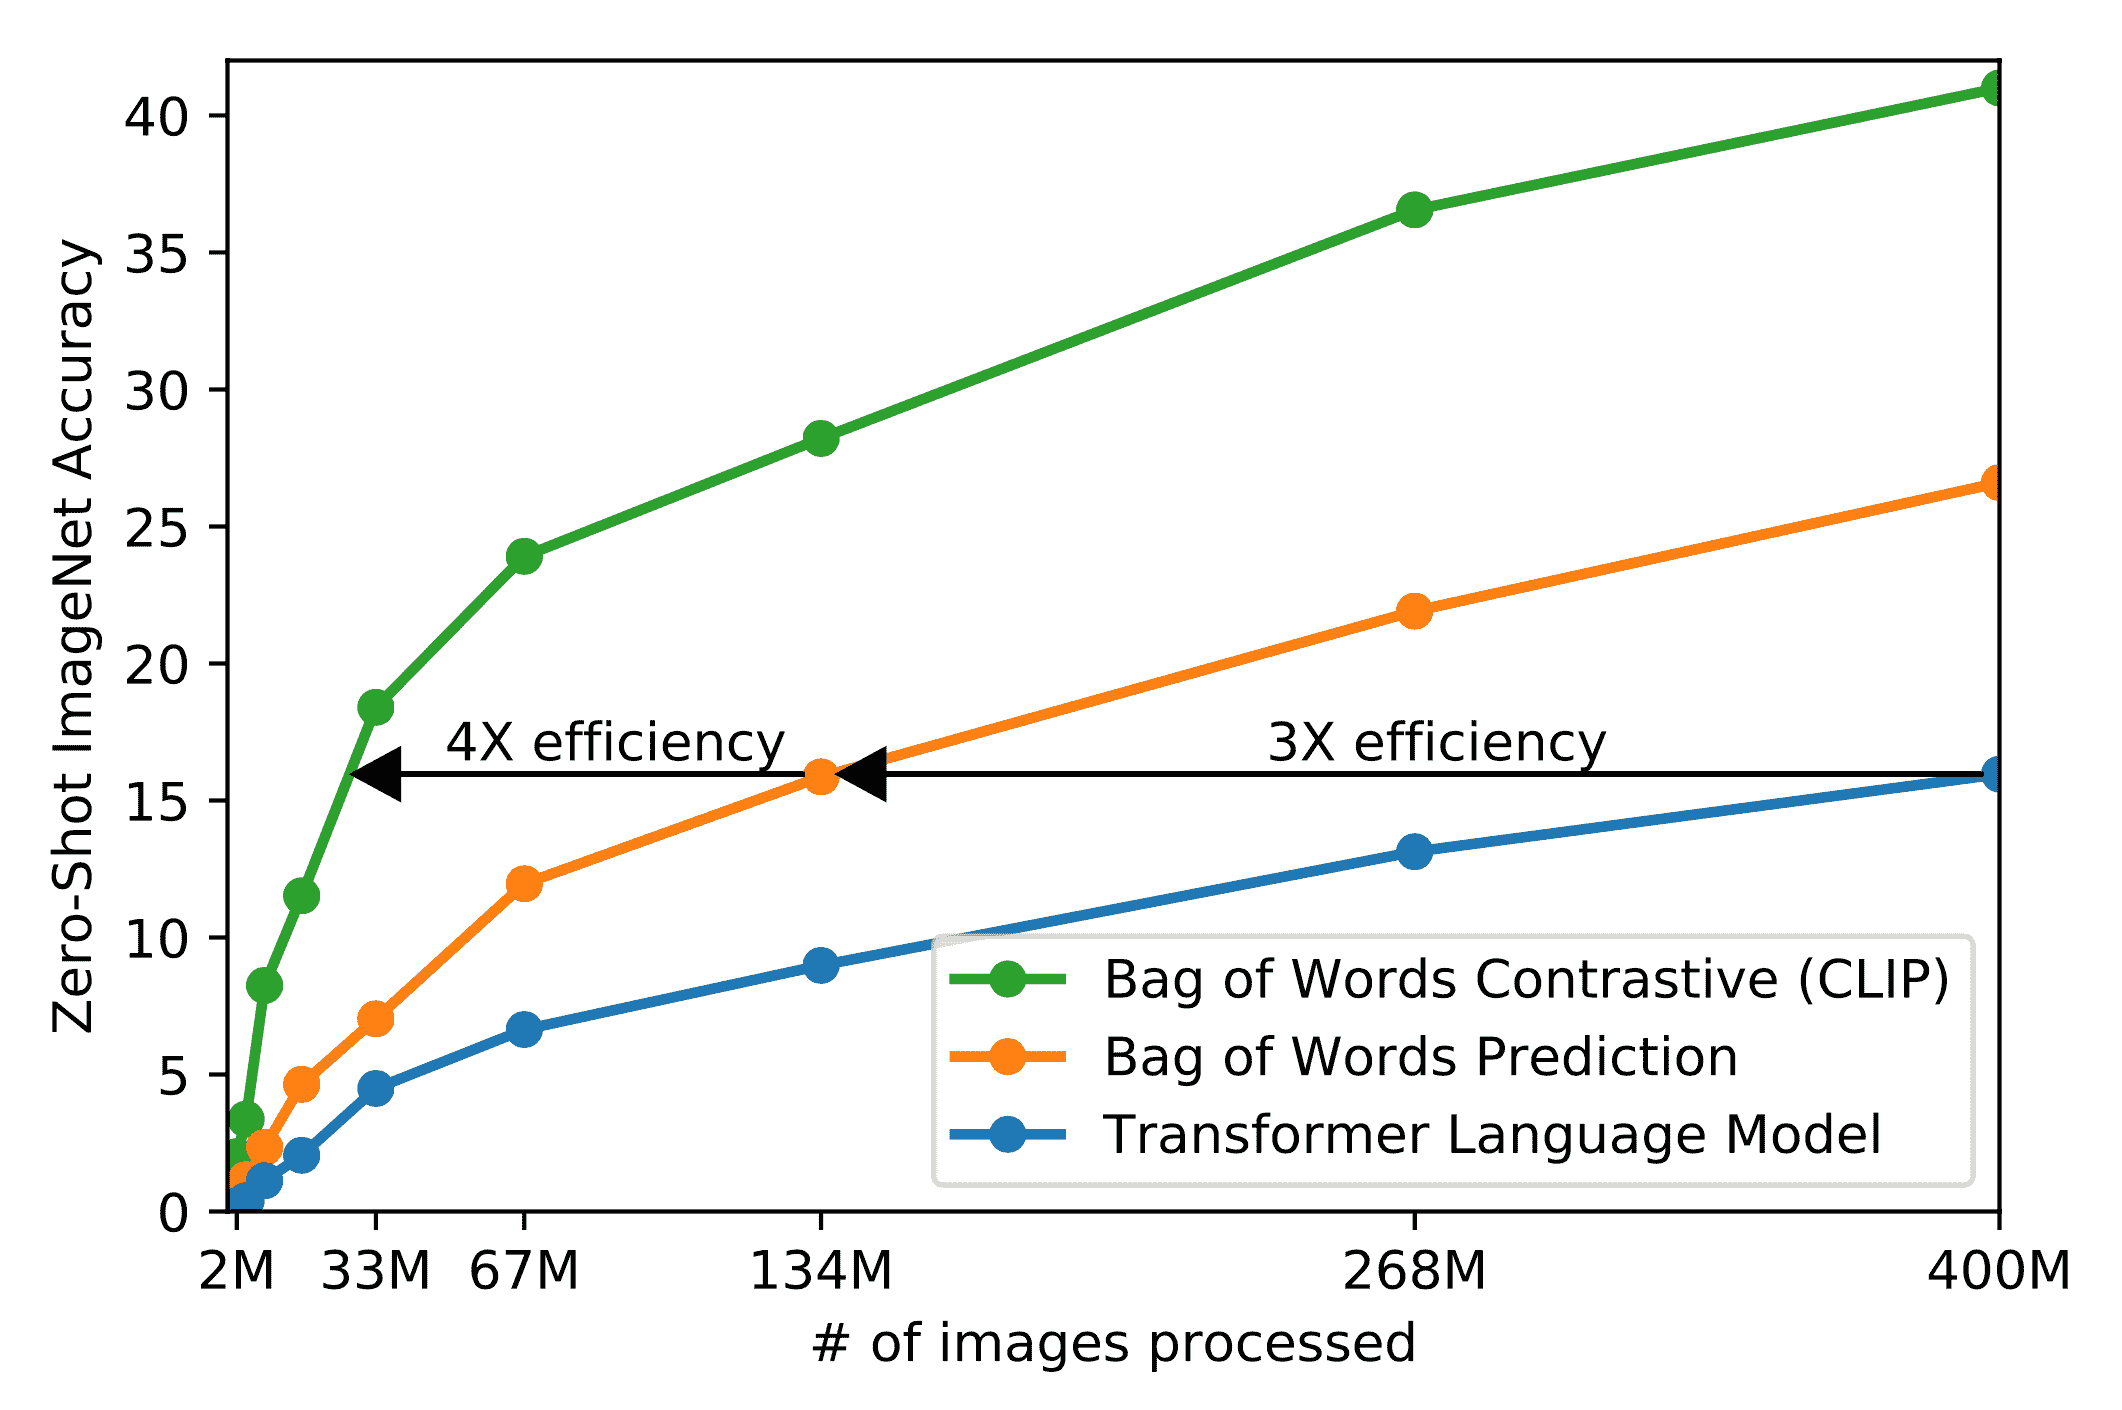 40
35
30
25
20
15
10
5
0
Zero-Shot ImageNet Accuracy
4X efficiency
3X efficiency
Bag of Words Contrastive (CLIP)
Bag of Words Prediction
Transformer Language Model
2M 33M 67M 134M 268M 400M
# of images processed